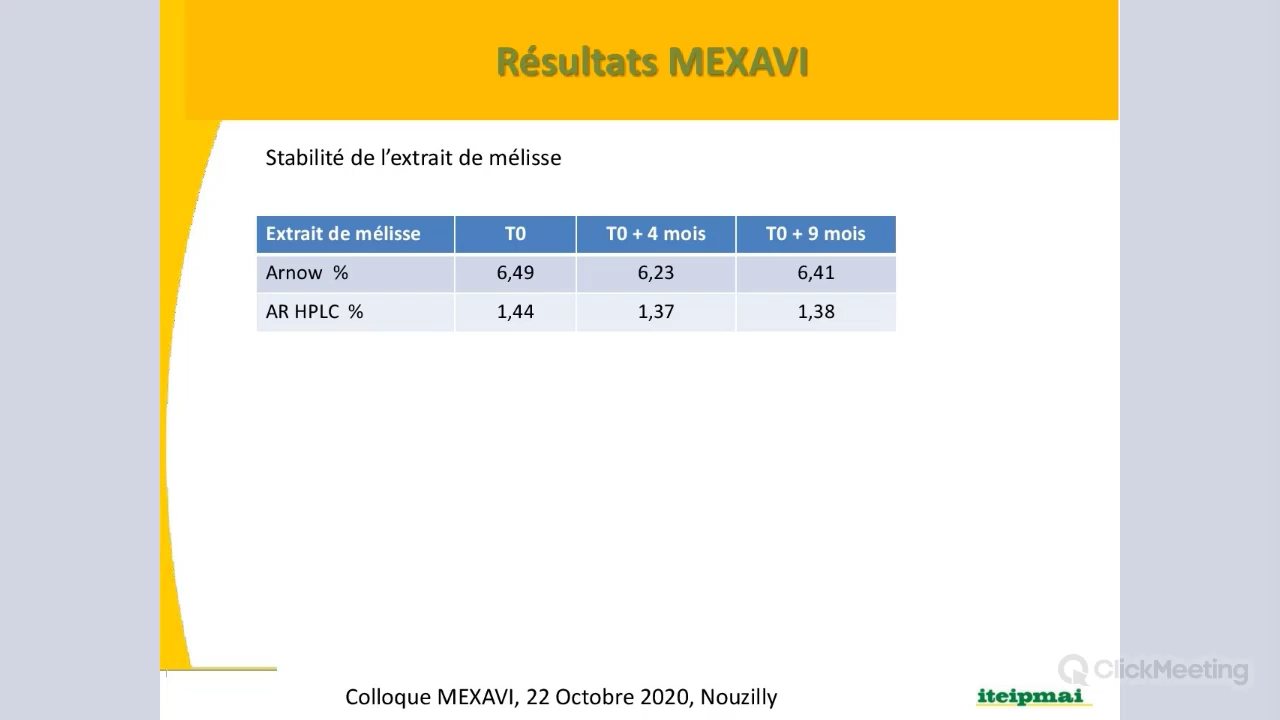 Résultats MEXAVI
Stabilité de l’extrait de mélisse
Extrait de mélisse T0 T0 + 4 mois T0 + 9 mois
Arnow % 6,49 6,23 6,41
AR HPLC % 1,44 1,37 1,38
ClickMeeting
Colloque MEXAVI, 22 Octobre 2020, Nouzilly
iteipmai